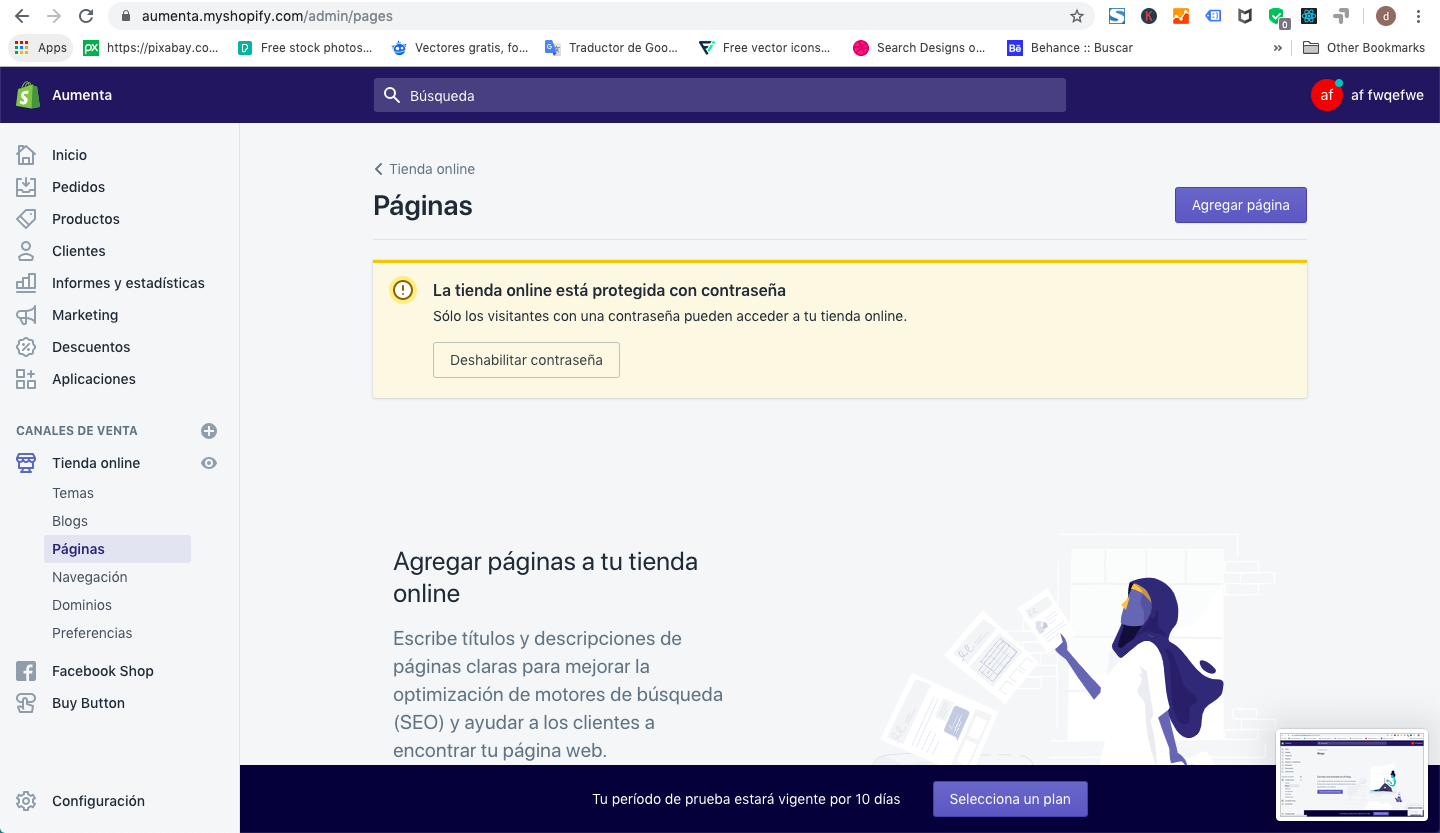 aumenta.myshopify.com/admin/pages
0
d
Apps
https://pixabay.co...
Free stock photos...
Vectores gratis, fo...
Traductor de Goo...
Free vector icons...
Search Designs o...
Bē
Behance :: Buscar
»
Other Bookmarks
Aumenta
Búsqueda
af
af fwqefwe
Inicio
Pedidos
Productos
Clientes
Informes y estadísticas
Marketing
Descuentos
Aplicaciones
CANALES DE VENTA
Tienda online
Temas
Blogs
Páginas
Navegación
Dominios
Preferencias
Facebook Shop
Buy Button
Configuración
Tienda online
Páginas
Agregar página
La tienda online está protegida con contraseña
Sólo los visitantes con una contraseña pueden acceder a tu tienda online.
Deshabilitar contraseña
Agregar páginas a tu tienda
online
Escribe títulos y descripciones de
páginas claras para mejorar la
optimización de motores de búsqueda
(SEO) y ayudar a los clientes a
encontrar tu página web.
Tu período de prueba estará vigente por 10 días
Selecciona un plan